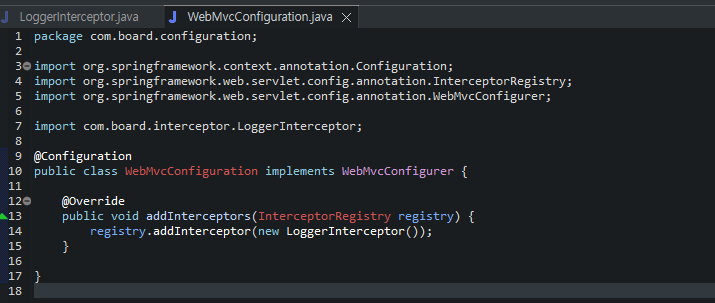 LoggerInterceptor.java WebMvcConfiguration.java
1 package com.board.configuration;
2
3 import org.springframework.context.annotation.Configuration;
4 import org.springframework.web.servlet.config.annotation.InterceptorRegistry;
5 import org.springframework.web.servlet.config.annotation.WebMvcConfigurer;
6
7 import com.board.interceptor.LoggerInterceptor;
8
9 @Configuration
10 public class WebMvcConfiguration implements WebMvcConfigurer {
11
12     @Override
13     public void addInterceptors(InterceptorRegistry registry) {
14         registry.addInterceptor(new LoggerInterceptor());
15     }
16
17 }
18